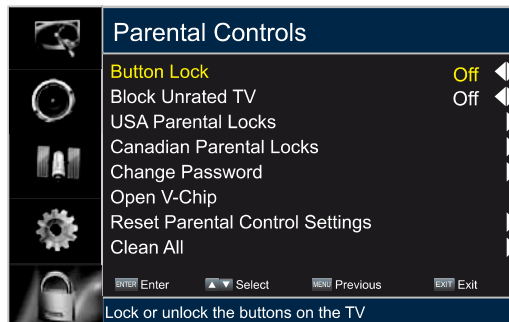 Parental Controls
Button Lock Off
Block Unrated TV Off
USA Parental Locks
Canadian Parental Locks
Change Password
Open V-Chip
Reset Parental Control Settings
Clean All
ENTER Enter Select MENU Previous EXIT Exit
Lock or unlock the buttons on the TV